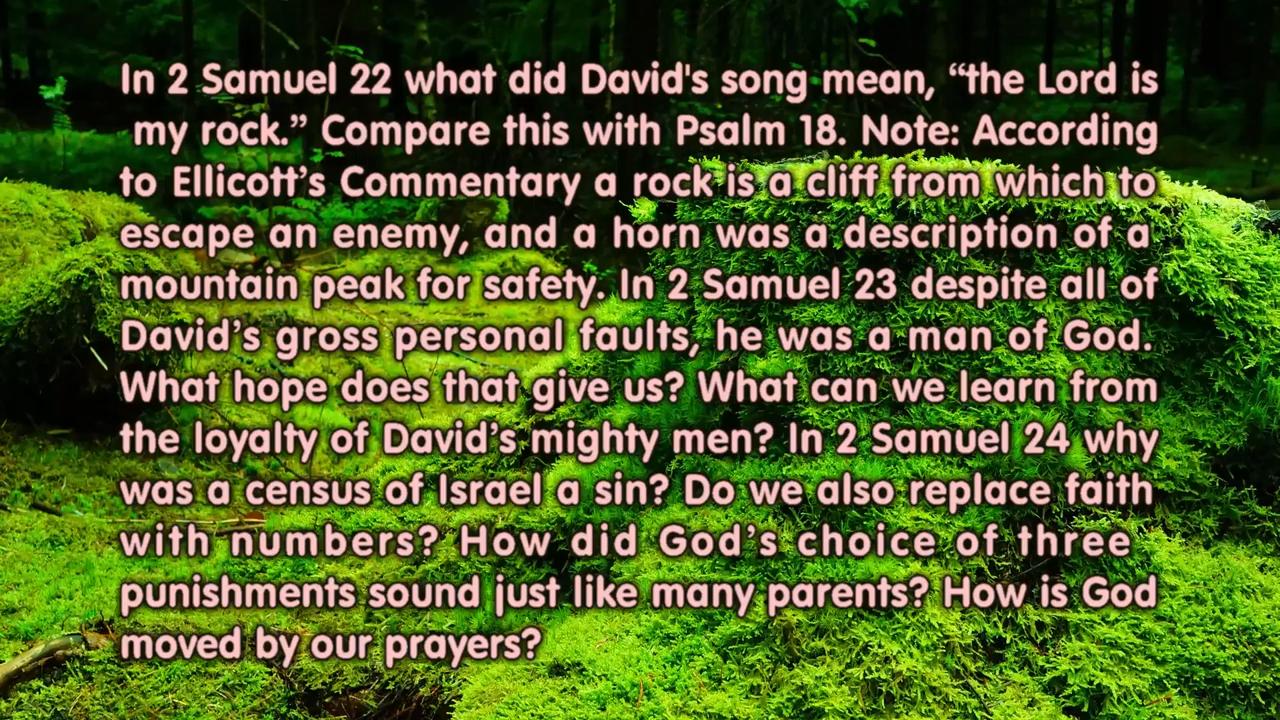 In 2 Samuel 22 what did David's song mean, “the Lord is
my rock.” Compare this with Psalm 18. Note: According
to Ellicott’s Commentary a rock is a cliff from which to
escape an enemy, and a horn was a description of a
mountain peak for safety. In 2 Samuel 23 despite all of
David’s gross personal faults, he was a man of God.
What hope does that give us? What can we learn from
the loyalty of David’s mighty men? In 2 Samuel 24 why
was a census of Israel a sin? Do we also replace faith
with numbers? How did God’s choice of three
punishments sound just like many parents? How is God
moved by our prayers?